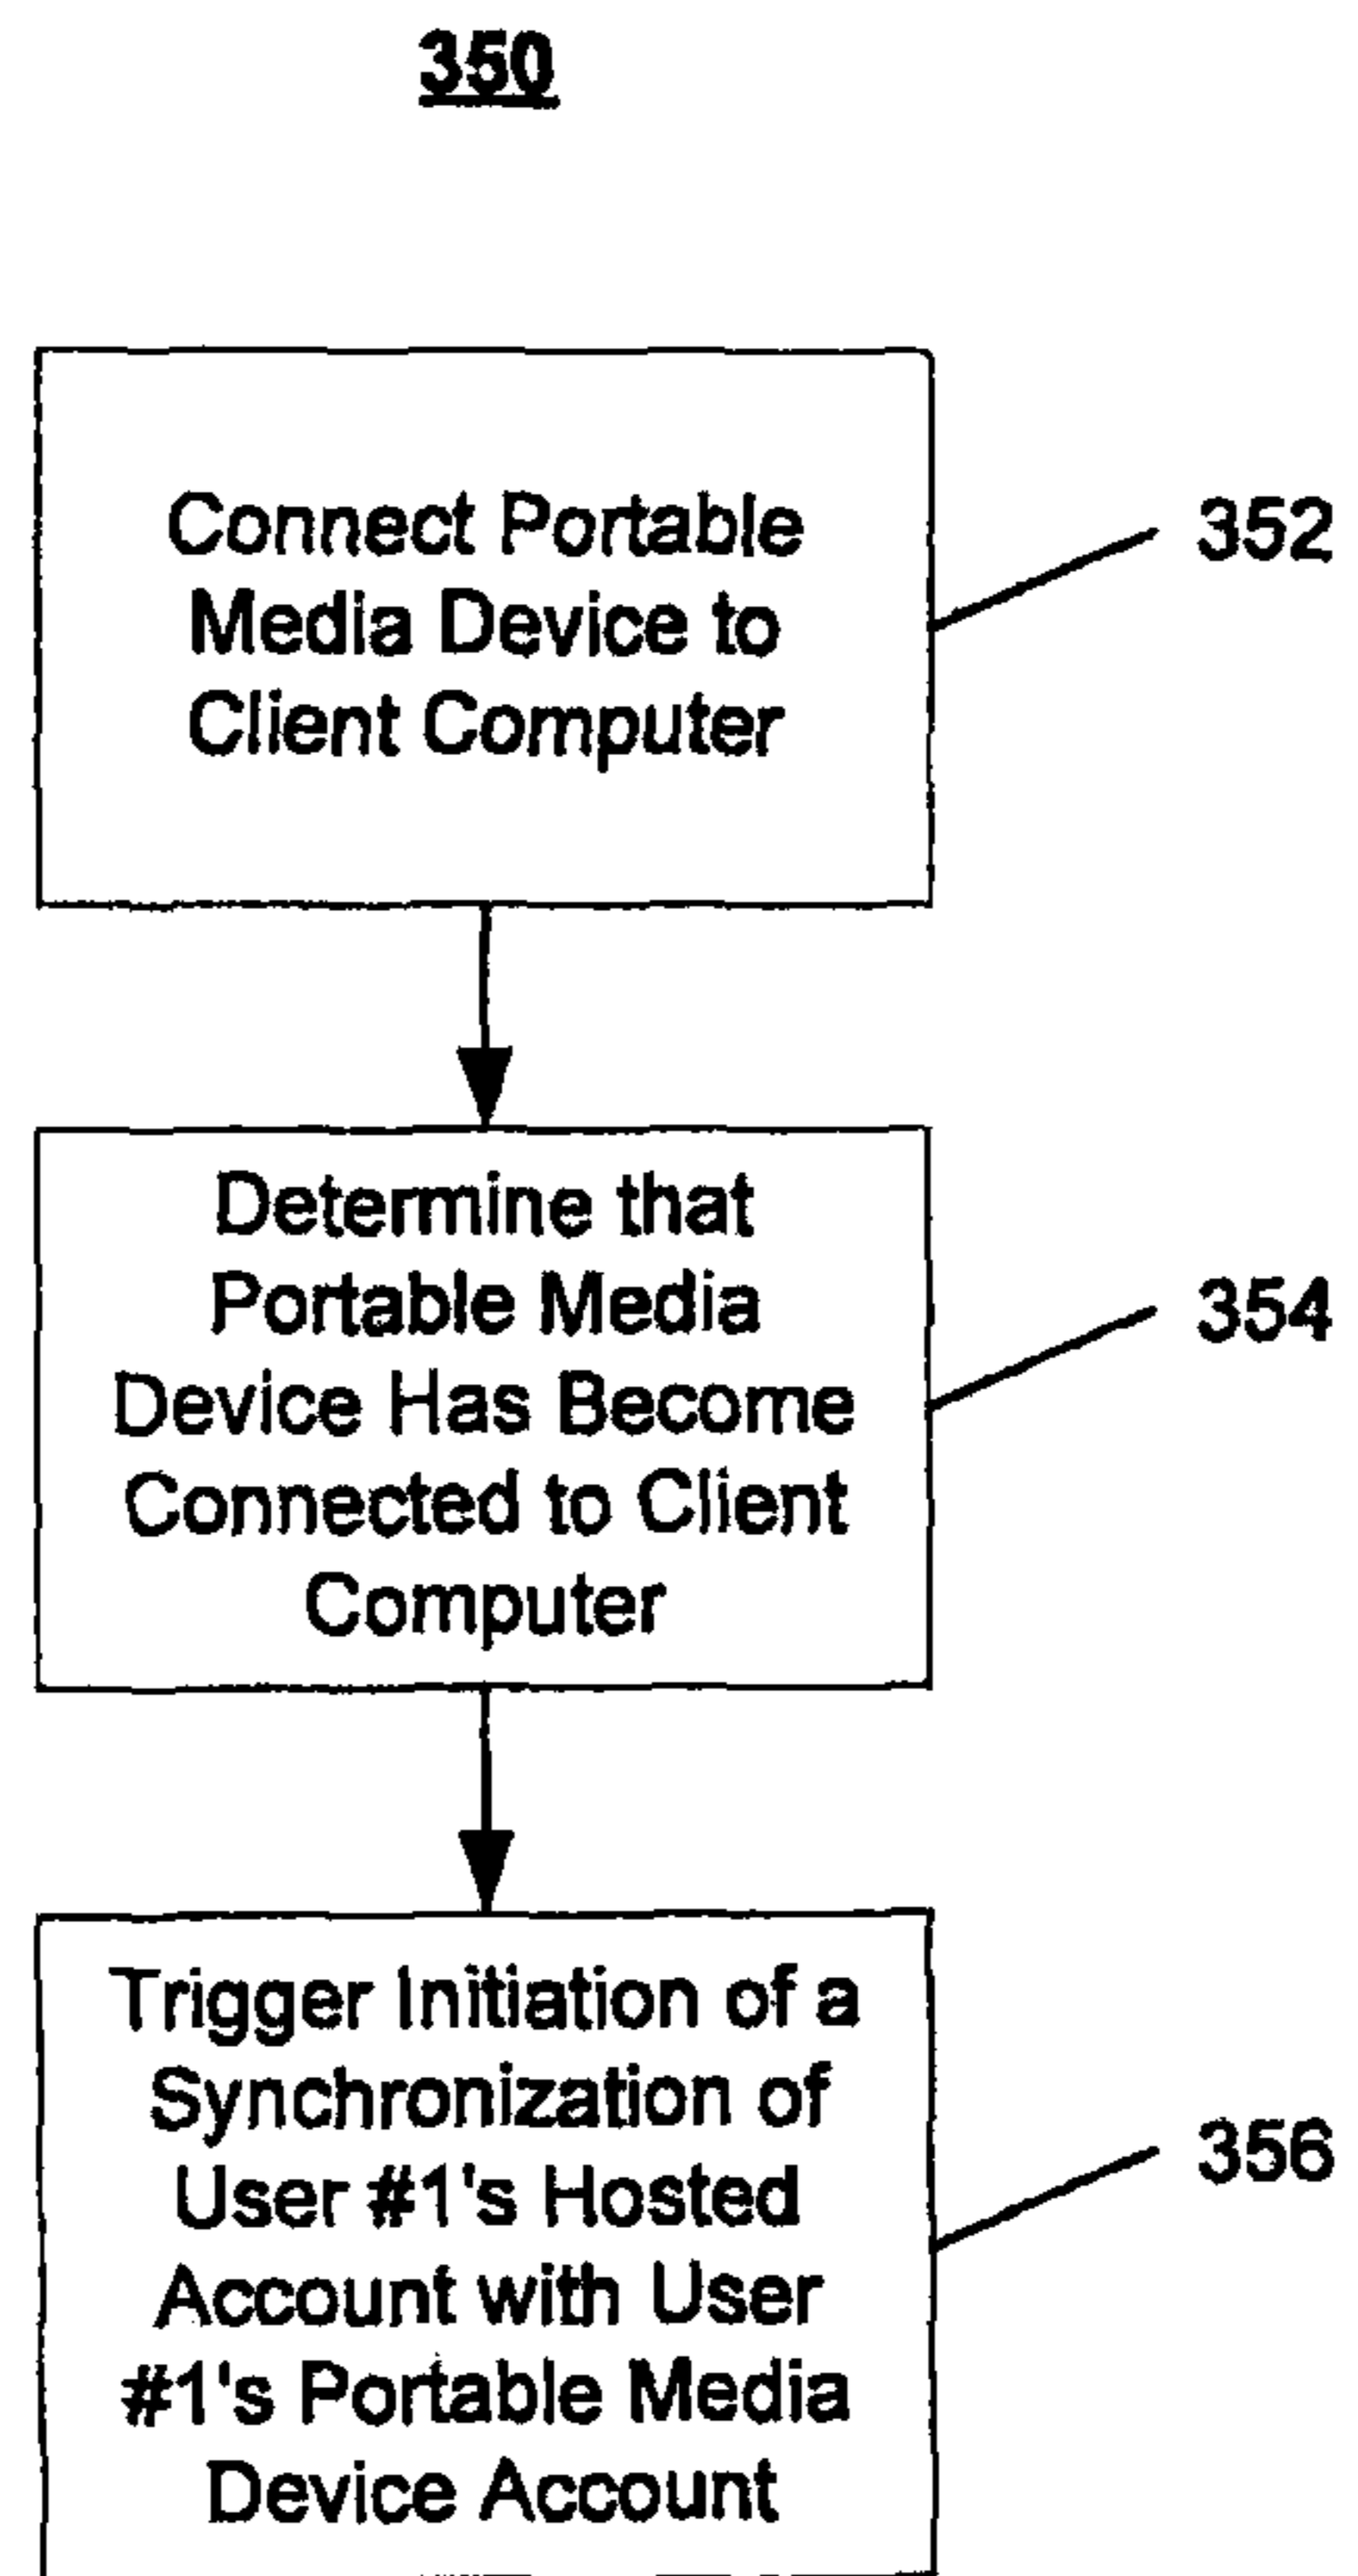 350
Connect Portable
Media Device to
Client Computer
352
Determine that
Portable Media
Device Has Become
Connected to Client
Computer
354
Trigger Initiation of a
Synchronization of
User #1's Hosted
Account with User
#1's Portable Media
Device Account
356